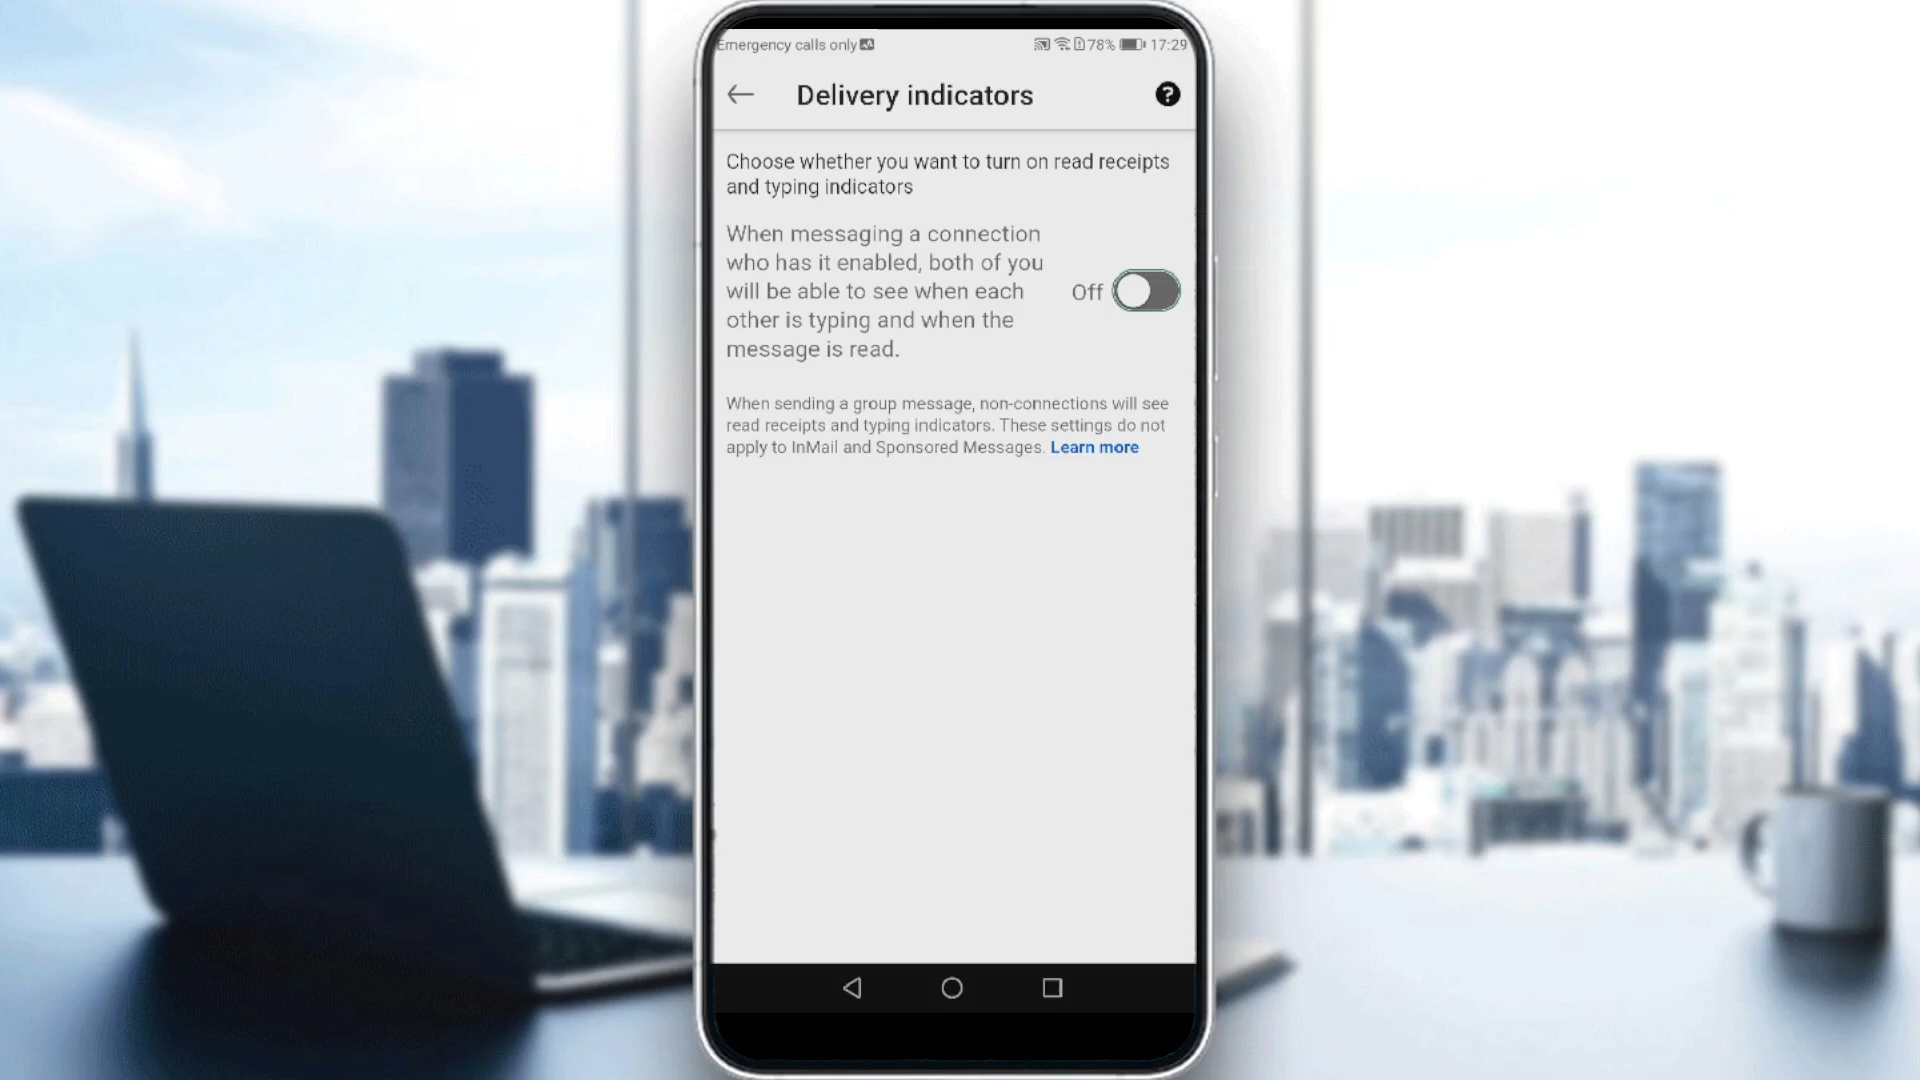 Emergency calls only 78% 17:29
Delivery indicators
Choose whether you want to turn on read receipts
and typing indicators
When messaging a connection
who has it enabled, both of you
will be able to see when each
other is typing and when the
message is read.
Off
When sending a group message, non-connections will see
read receipts and typing indicators. These settings do not
apply to InMail and Sponsored Messages. Learn more